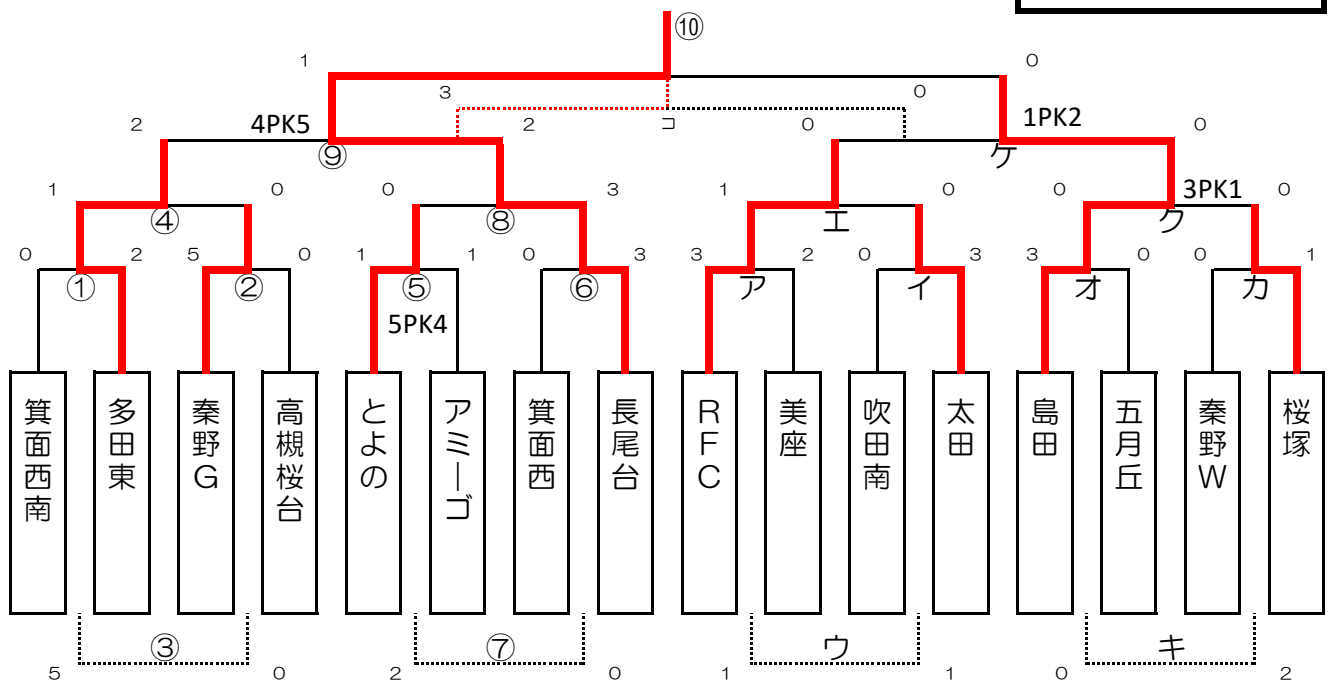 ⑩
1 0
3 0
2 4PK5 2 コ 0 1PK2 0
⑨ ケ
1 0 0 3 1 0 0 3PK1 0
④ ⑧ エ ク
0 2 5 0 1 1 0 3 3 2 0 3 3 0 0 1
① ② ⑤ ⑥ ア イ オ カ
5PK4
箕面西南
多田東
秦野G
高槻桜台
とよの
アミーゴ
箕面西
長尾台
RFC
美座
吹田南
太田
島田
五月丘
秦野W
桜塚
③ ⑦ ウ キ
5 0 2 0 1 1 0 2